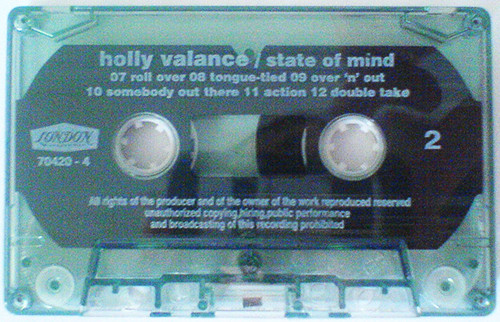 holly valance / state of mind
07 roll over 08 tongue-tied 09 over 'n' out
10 somebody out there 11 action 12 double take
LONDON
70420 - 4
2
All rights of the producer and of the owner of the work reproduced reserved
unauthorized copying,hiring,public performance
and broadcasting of this recording prohibited